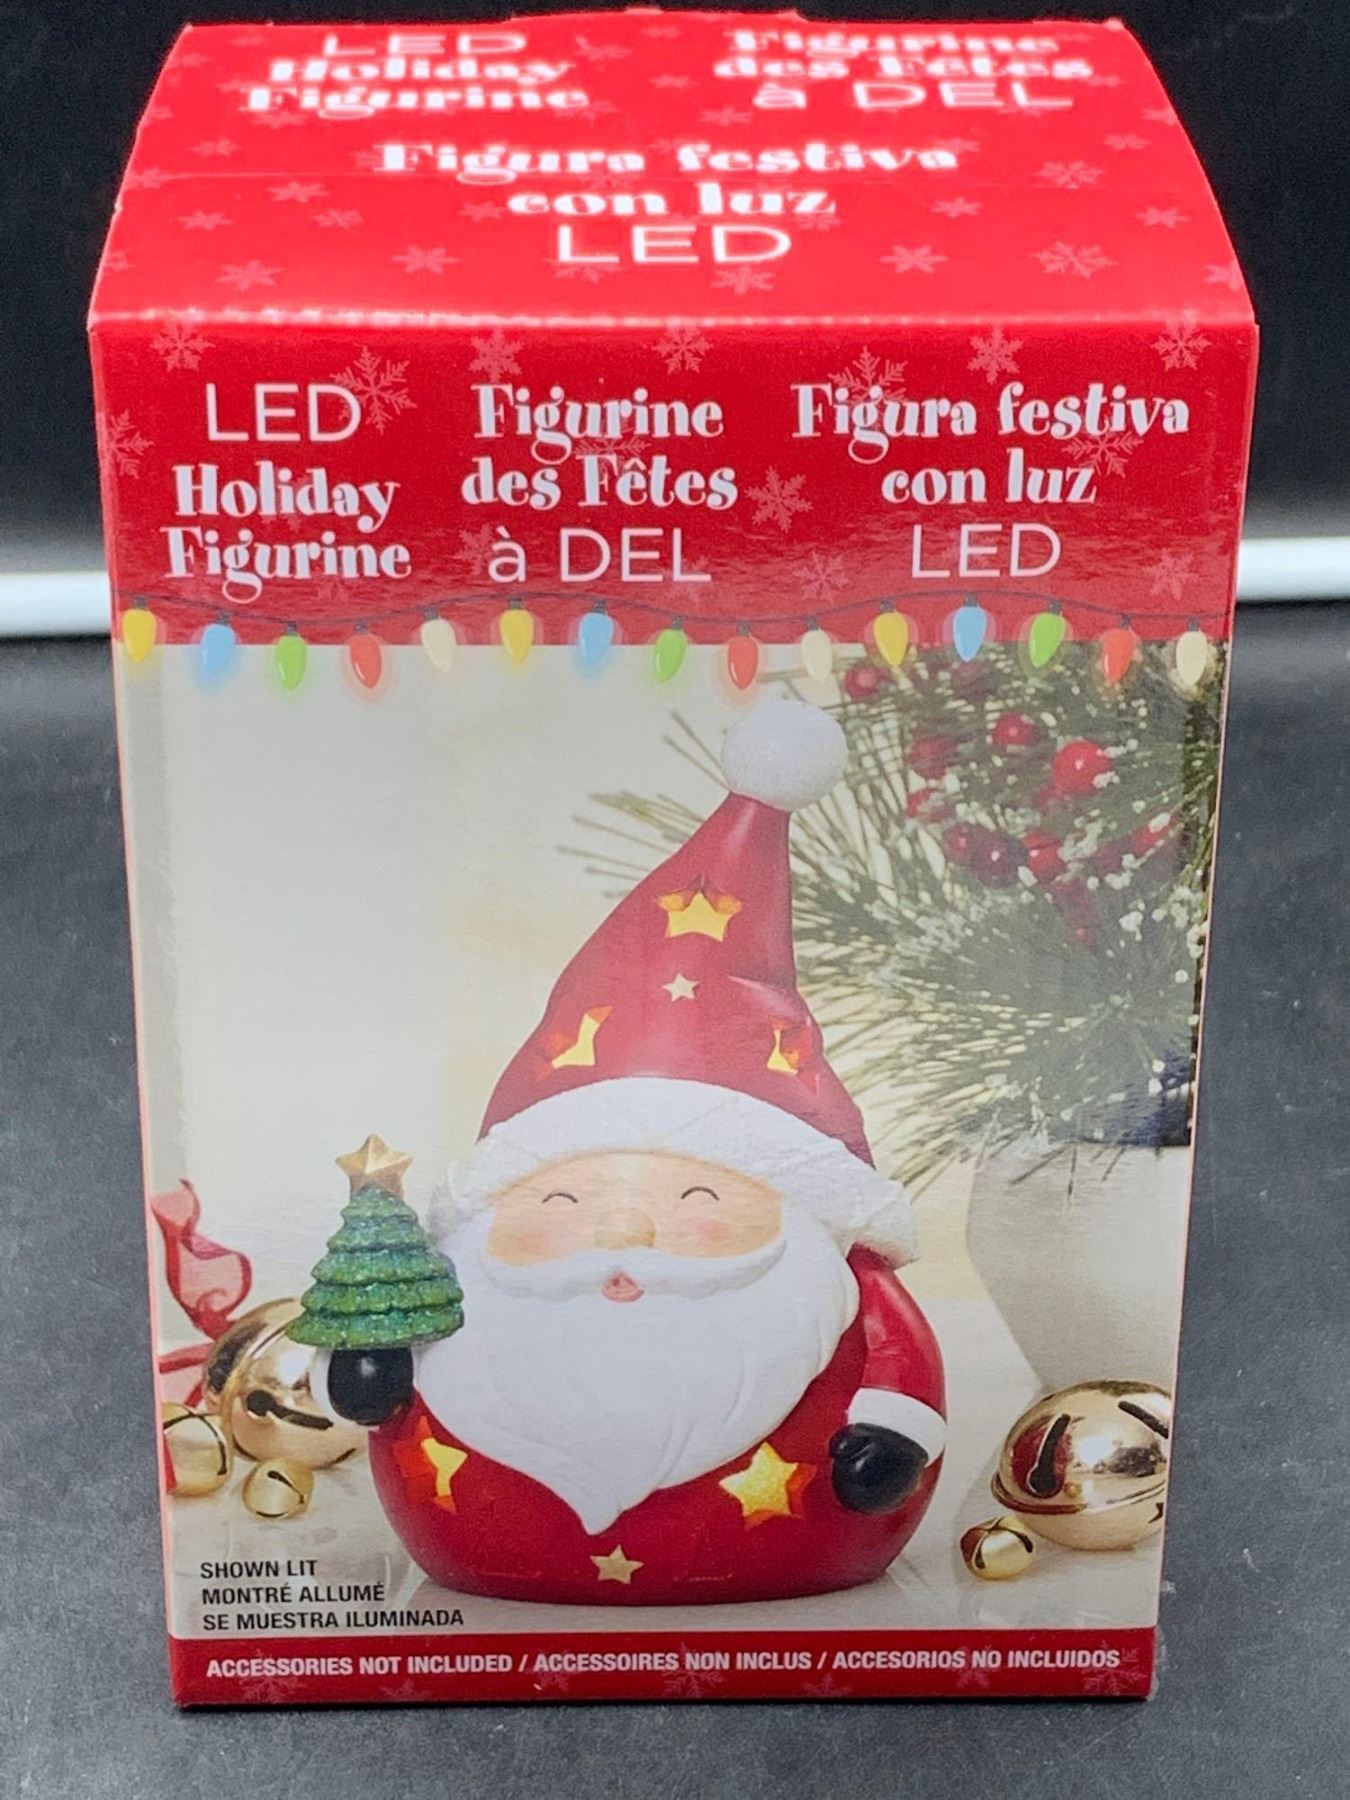 LED
Holiday
Figurine
Figurine
des Fêtes
à DEL
Figura festiva
con luz
LED
LED
Holiday
Figurine
Figurine
des Fêtes
à DEL
Figura festiva
con luz
LED
SHOWN LIT
MONTRÉ ALLUMÉ
SE MUESTRA ILUMINADA
ACCESSORIES NOT INCLUDED / ACCESSOIRES NON INCLUS / ACCESORIOS NO INCLUIDOS